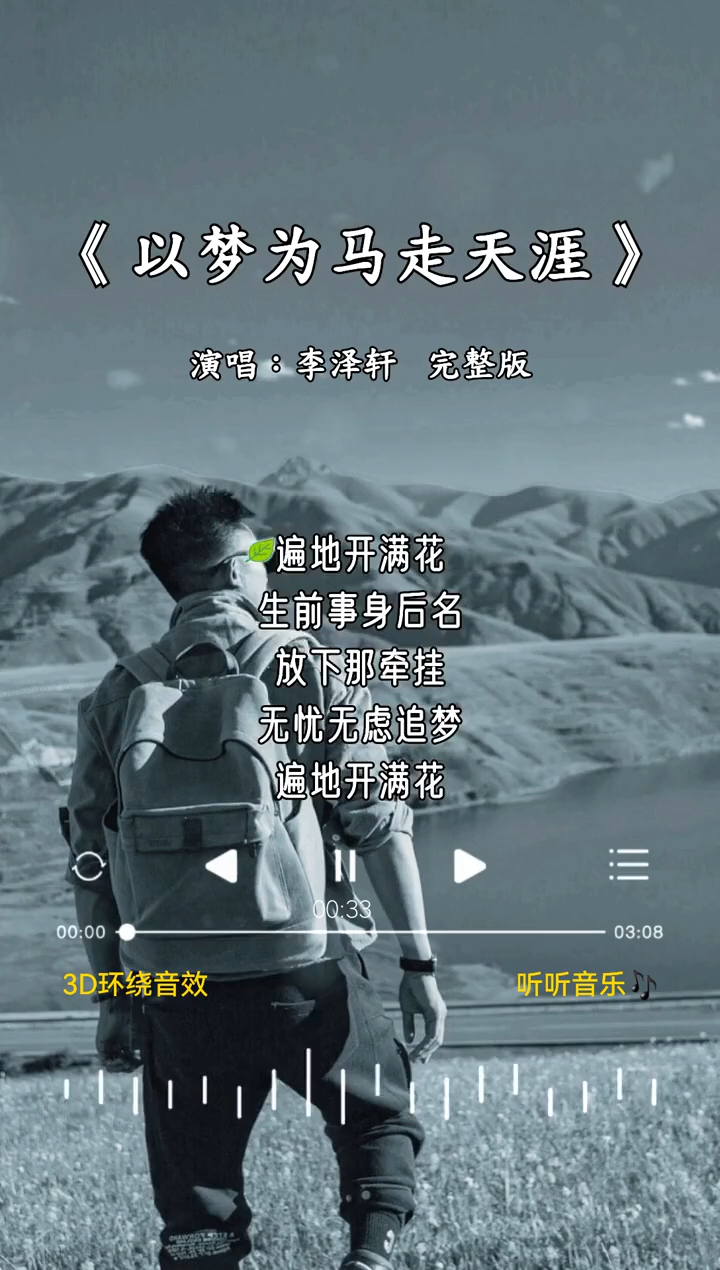 《以梦为马走天涯》
演唱：李泽轩 完整版
遍地开满花
生前事身后名
放下那牵挂
无忧无虑追梦
遍地开满花
00:33
00:00 03:08
3D环绕音效 听听音乐